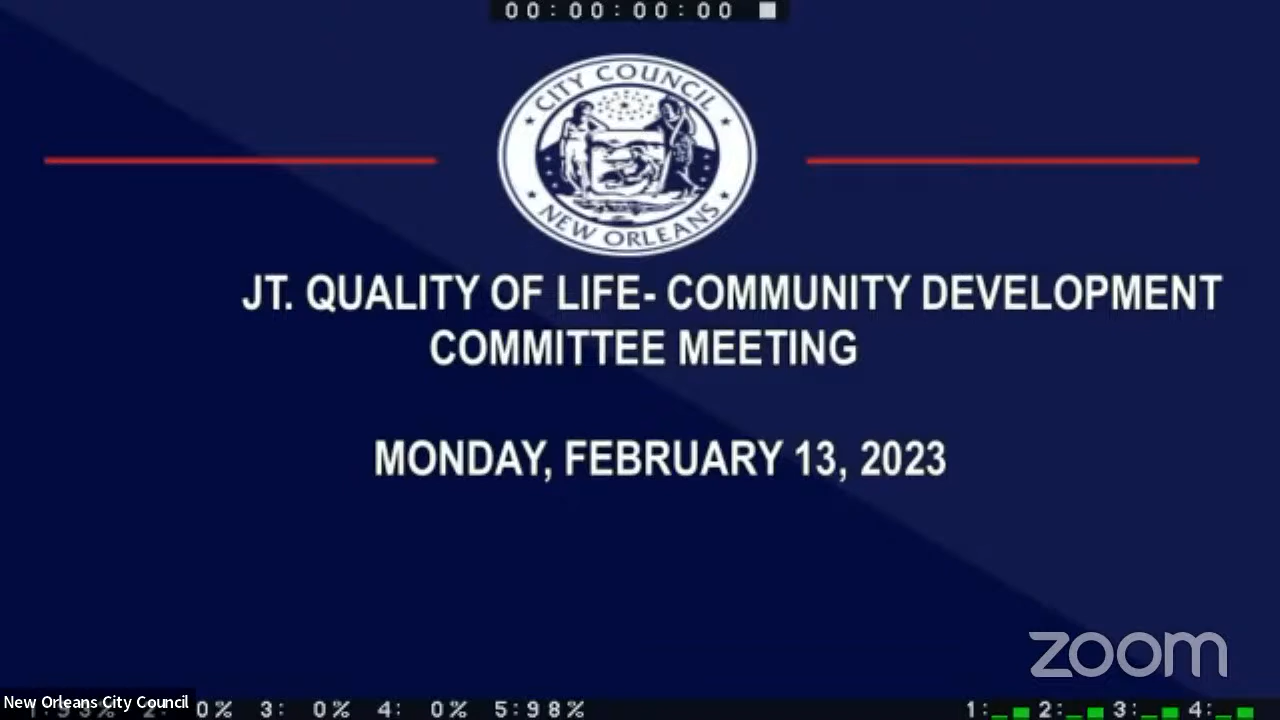 00:00:00:00
CITY COUNCIL
NEW ORLEANS
JT. QUALITY OF LIFE- COMMUNITY DEVELOPMENT
COMMITTEE MEETING
MONDAY, FEBRUARY 13, 2023
zoom
New Orleans City Council
0% 3: 0% 4: 0% 5:98%
1: 2: 3: 4: